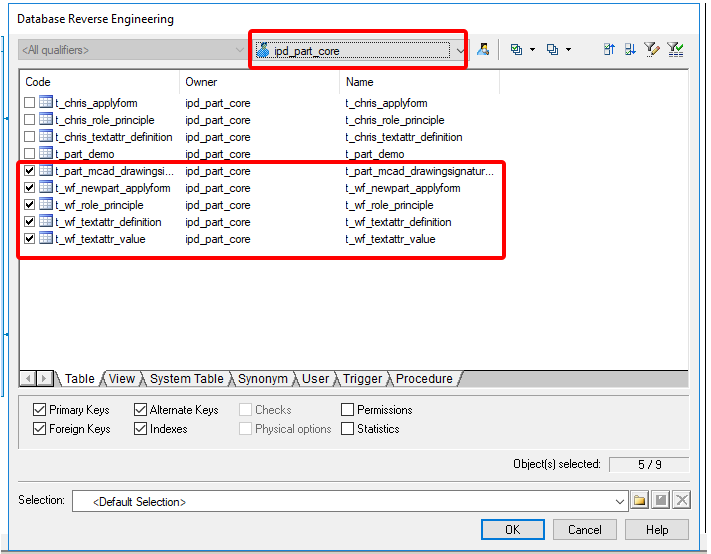 Database Reverse Engineering
<All qualifiers>
ipd_part_core
Code Owner Name
t_chris_applyform ipd_part_core t_chris_applyform
t_chris_role_principle ipd_part_core t_chris_role_principle
t_chris_textattr_definition ipd_part_core t_chris_textattr_definition
t_part_demo ipd_part_core t_part_demo
t_part_mcad_drawingsi... ipd_part_core t_part_mcad_drawingsignatur...
t_wf_newpart_applyform ipd_part_core t_wf_newpart_applyform
t_wf_role_principle ipd_part_core t_wf_role_principle
t_wf_textattr_definition ipd_part_core t_wf_textattr_definition
t_wf_textattr_value ipd_part_core t_wf_textattr_value
Table View System Table Synonym User Trigger Procedure
Primary Keys Alternate Keys Checks Permissions
Foreign Keys Indexes Physical options Statistics
Object(s) selected: 5 / 9
Selection: <Default Selection>
OK Cancel Help